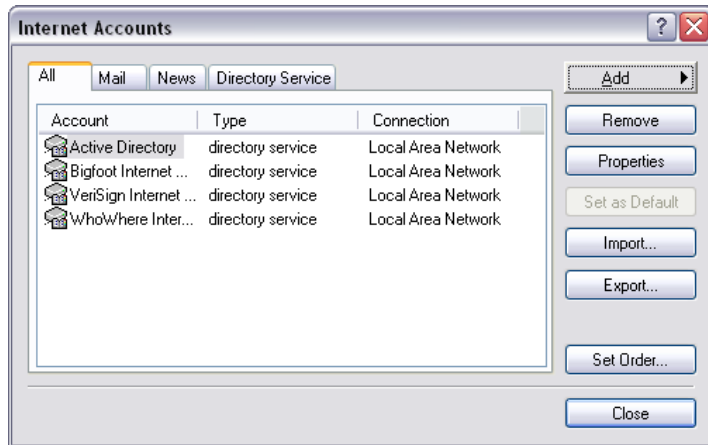 Internet Accounts
All Mail News Directory Service
Account Type Connection
Active Directory directory service Local Area Network
Bigfoot Internet ... directory service Local Area Network
VeriSign Internet ... directory service Local Area Network
WhoWhere Inter... directory service Local Area Network
Add
Remove
Properties
Set as Default
Import...
Export...
Set Order...
Close